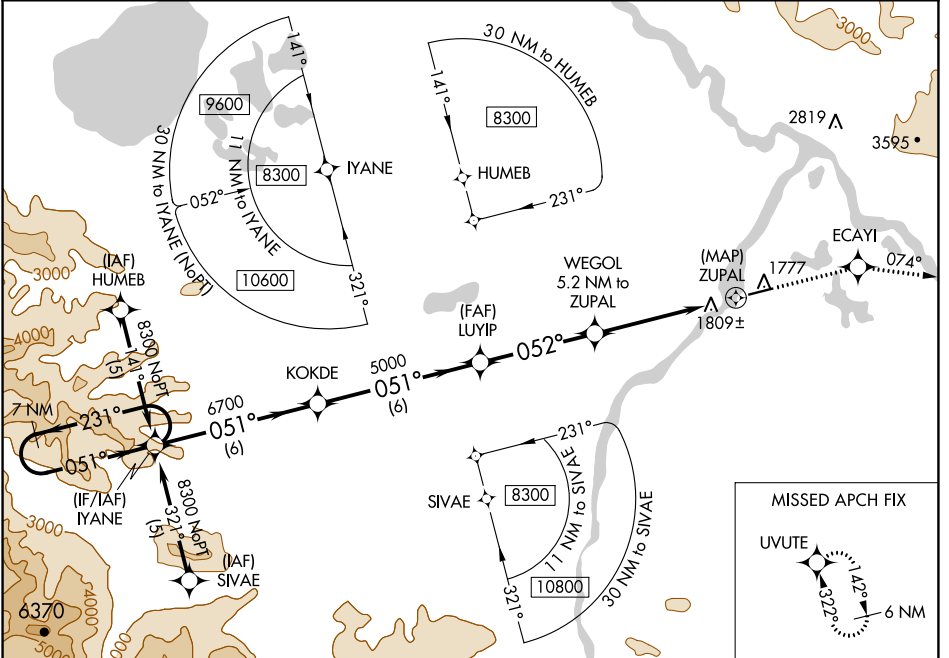 141°
30 NM to HUMEB
9600
141°
8300
2819
3595
3000
30 NM to IYANE (NoPT)
11 NM to IYANE
8300
IYANE
HUMEB
052°
231°
10600
321°
ECAYI
074°
(MAP)
ZUPAL
1777
3000
(IAF)
HUMEB
WEGOL
5.2 NM to
ZUPAL
1809±
(FAF)
LUYIP
4000
8300 NoPT
141°
(5)
052°
KOKDE
5000
051°
(6)
6700
051°
(6)
7 NM
231°
051°
(IF/IAF)
IYANE
231°
SIVAE
8300
11 NM to SIVAE
30 NM to SIVAE
10800
321°
8300 NoPT
321°
(5)
(IAF)
SIVAE
3000
4000
6370
5000
MISSED APCH FIX
UVUTE
142°
322°
6 NM